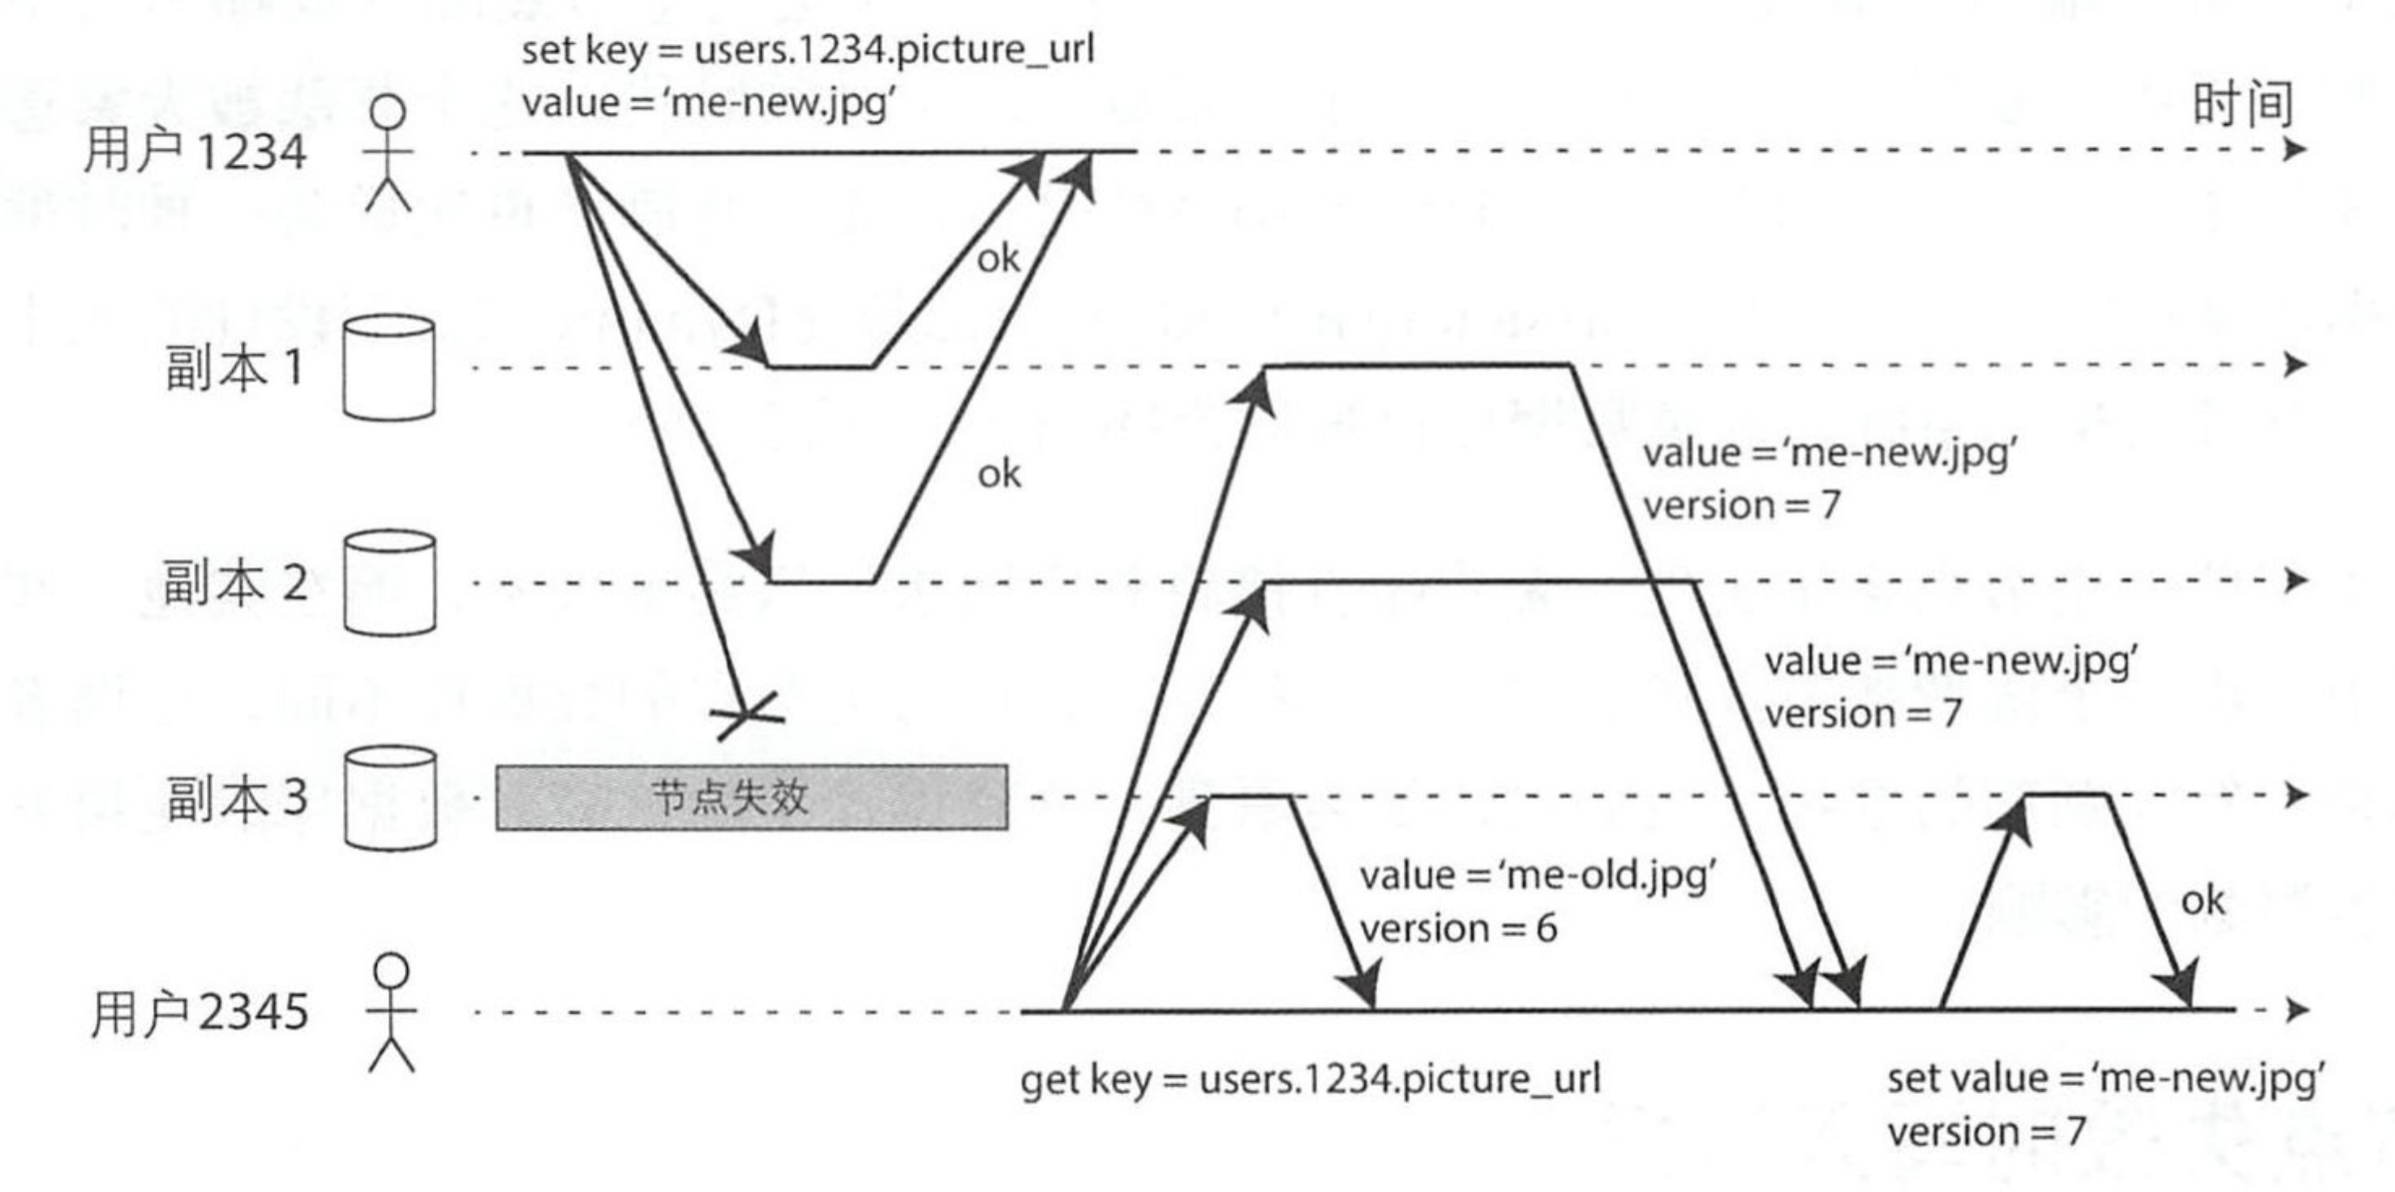 set key = users.1234.picture_url
value = ‘me-new.jpg’
时间
用户 1234
ok
副本 1
value = ‘me-new.jpg’
version = 7
ok
副本 2
value = ‘me-new.jpg’
version = 7
副本 3
节点失效
value = ‘me-old.jpg’
version = 6
ok
用户 2345
get key = users.1234.picture_url
set value = ‘me-new.jpg’
version = 7